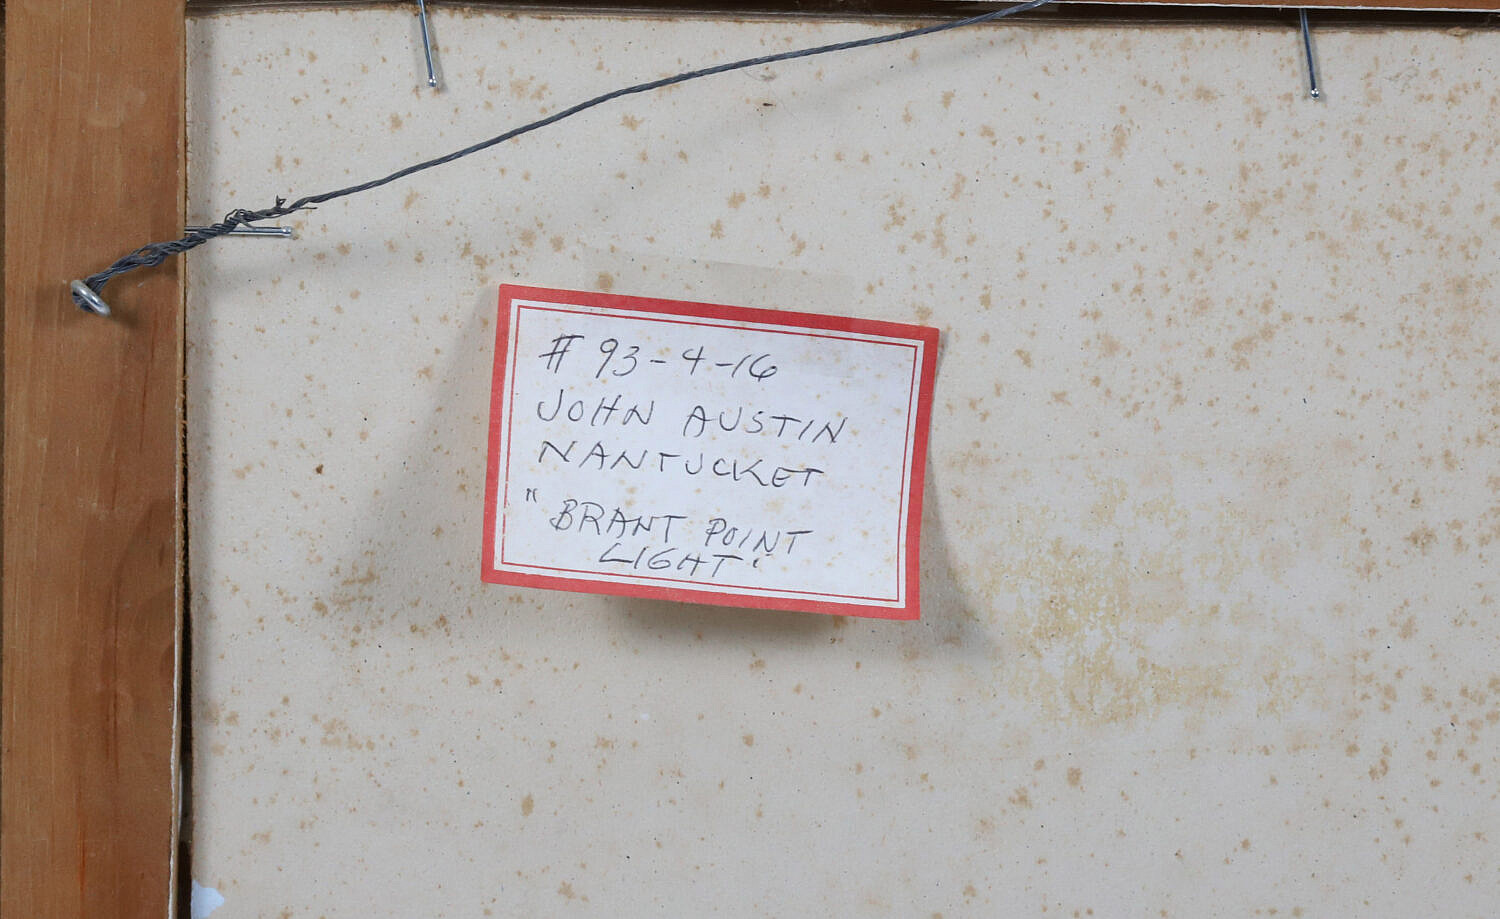 # 93-4-16
JOHN AUSTIN
NANTUCKET
"BRANT POINT
LIGHT"